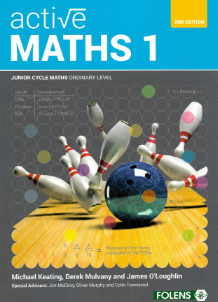 active
2ND EDITION
MATHS 1
JUNIOR CYCLE MATHS ORDINARY LEVEL
Michael Keating, Derek Mulvany and James O'Loughlin
Special Advisors: Jim McElroy, Oliver Murphy and Colin Townsend
FOLENS